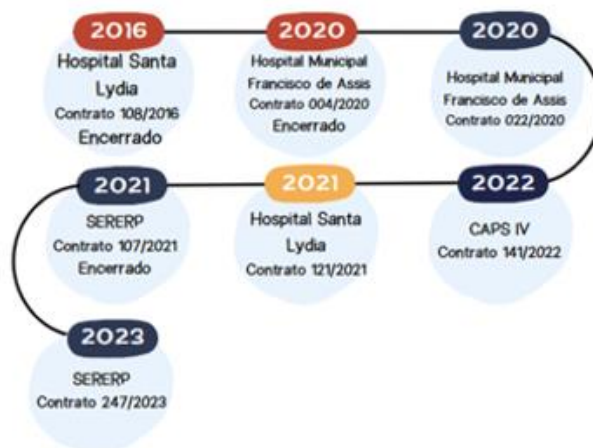 2016
Hospital Santa
Lydia
Contrato 108/2016
Encerrado
2020
Hospital Municipal
Francisco de Assis
Contrato 004/2020
Encerrado
2020
Hospital Municipal
Francisco de Assis
Contrato 022/2020
2022
CAPS IV
Contrato 141/2022
2021
Hospital Santa
Lydia
Contrato 121/2021
2021
SERERP
Contrato 107/2021
Encerrado
2023
SERERP
Contrato 247/2023